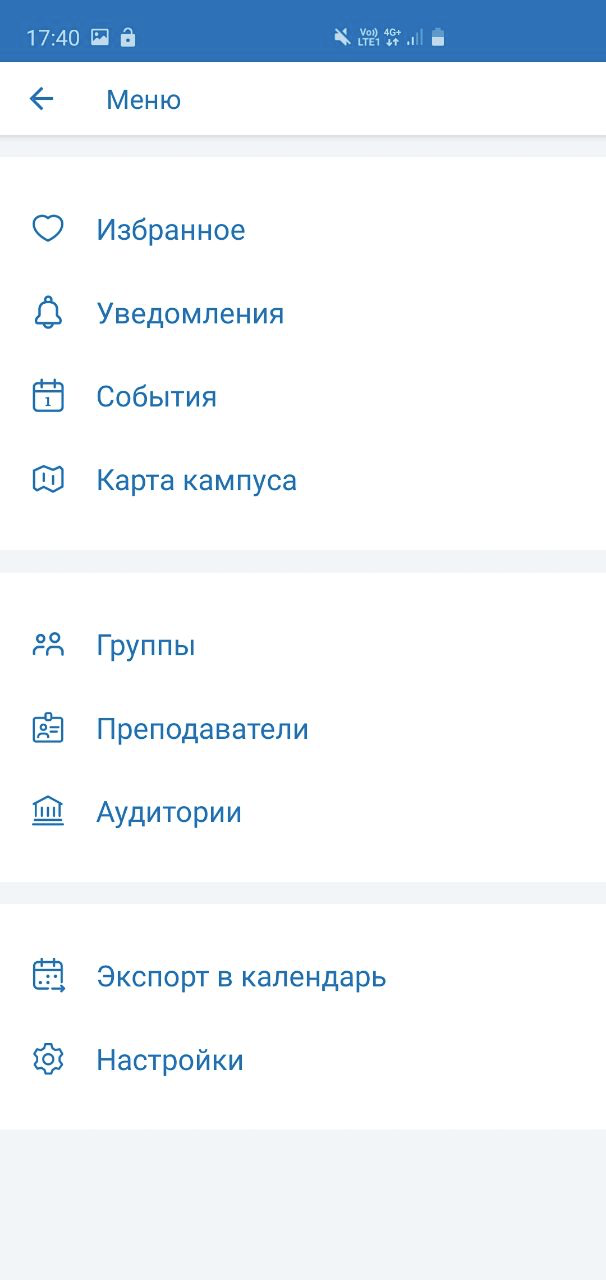 17:40 Vo)) LTE1 4G+
Меню
Избранное
Уведомления
1
События
Карта кампуса
Группы
Преподаватели
Аудитории
Экспорт в календарь
Настройки